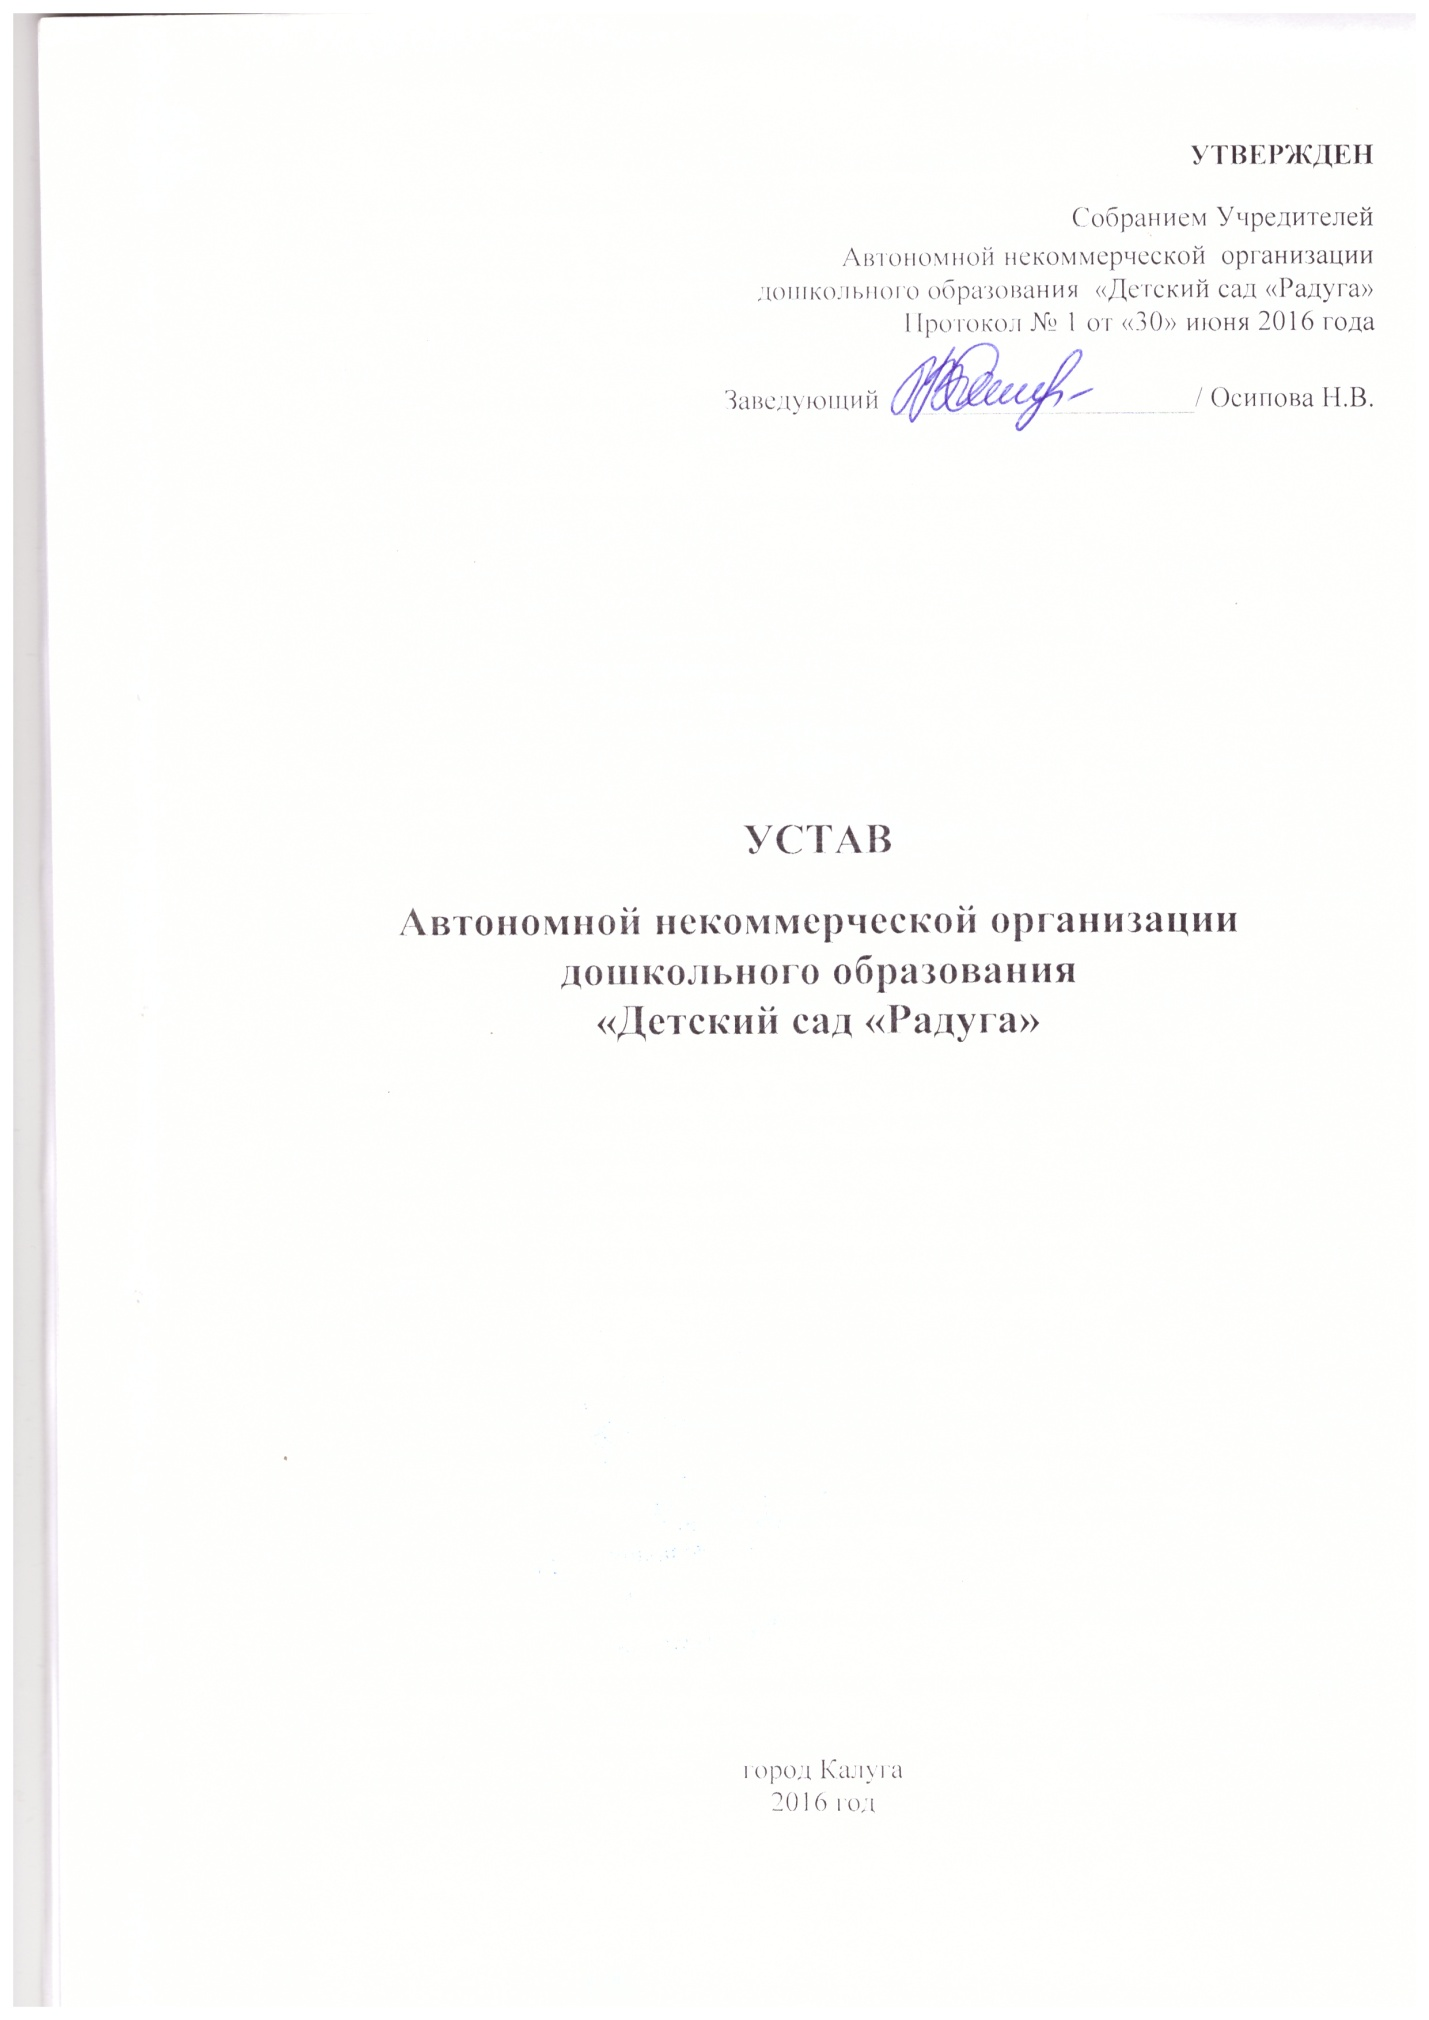 УТВЕРЖДЕН
Собранием Учредителей
Автономной некоммерческой организации
дошкольного образования «Детский сад «Радуга»
Протокол № 1 от «30» июня 2016 года
Заведующий ____________________/ Осипова Н.В.
УСТАВ
Автономной некоммерческой организации
дошкольного образования
«Детский сад «Радуга»
город Калуга
2016 год